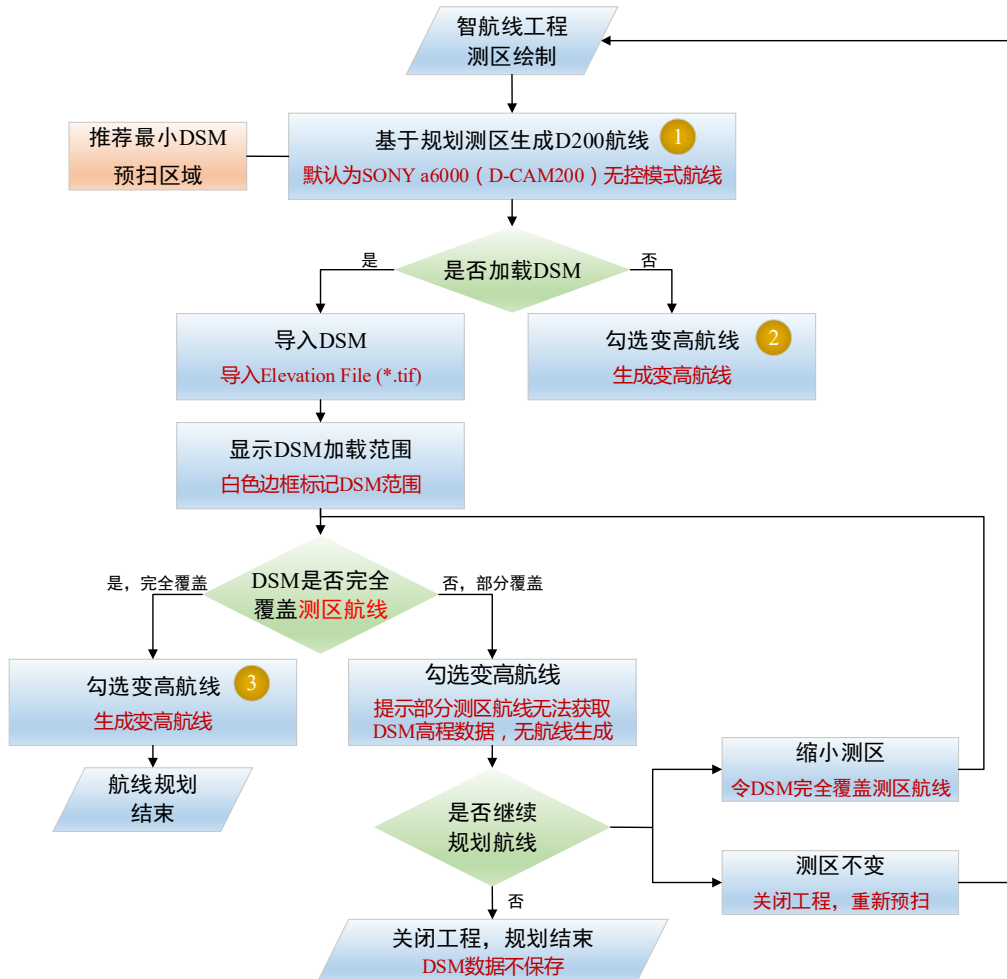 智航线工程
测区绘制
推荐最小DSM
预扫区域
基于规划测区生成D200航线
1
默认为SONY a6000（D-CAM200）无控模式航线
是否加载DSM
是
否
导入DSM
导入Elevation File (*.tif)
勾选变高航线
2
生成变高航线
显示DSM加载范围
白色边框标记DSM范围
DSM是否完全
覆盖测区航线
是，完全覆盖
否，部分覆盖
勾选变高航线
3
生成变高航线
勾选变高航线
提示部分测区航线无法获取
DSM高程数据，无航线生成
航线规划
结束
是否继续
规划航线
缩小测区
令DSM完全覆盖测区航线
测区不变
关闭工程，重新预扫
否
关闭工程，规划结束
DSM数据不保存